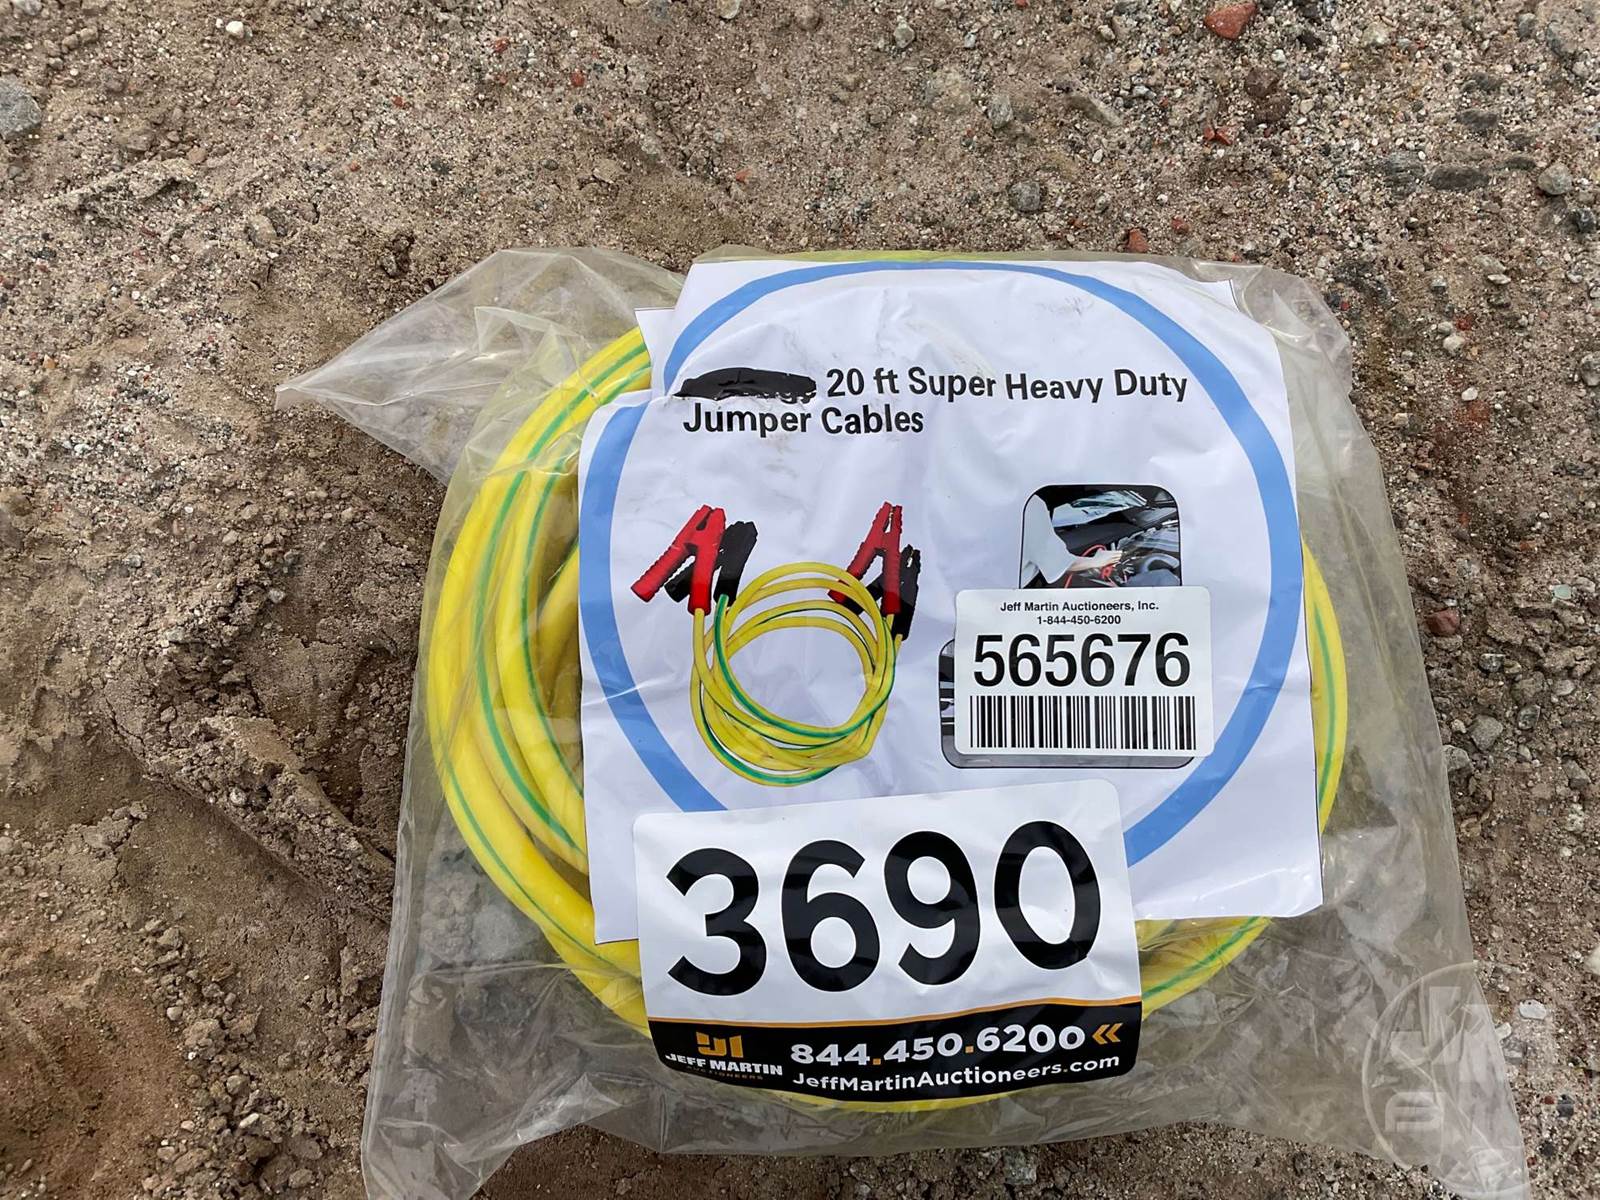 20 ft Super Heavy Duty
Jumper Cables
Jeff Martin Auctioneers, Inc.
1-844-450-6200
565676
3690
JEFF MARTIN
AUCTIONEERS
844.450.6200
JeffMartinAuctioneers.com